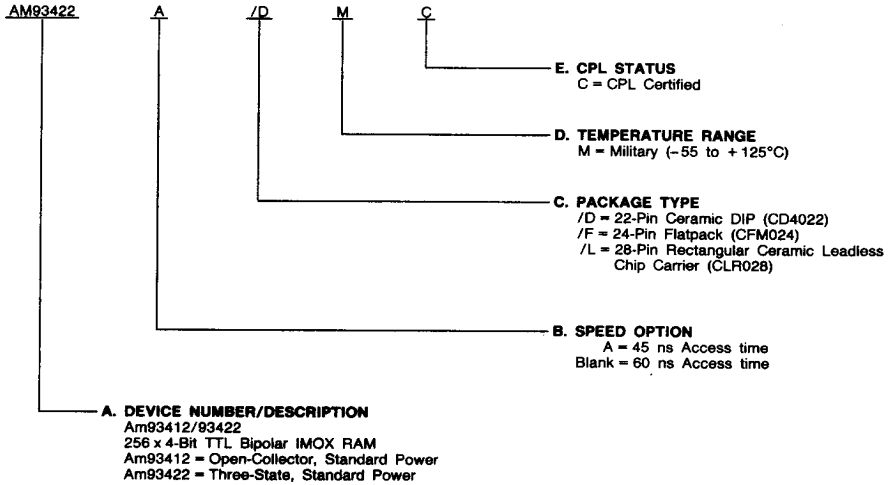 AM93422 A /D M C
E. CPL STATUS
C = CPL Certified
D. TEMPERATURE RANGE
M = Military (–55 to +125°C)
C. PACKAGE TYPE
/D = 22-Pin Ceramic DIP (CD4022)
/F = 24-Pin Flatpack (CFM024)
/L = 28-Pin Rectangular Ceramic Leadless
Chip Carrier (CLR028)
B. SPEED OPTION
A = 45 ns Access time
Blank = 60 ns Access time
A. DEVICE NUMBER/DESCRIPTION
Am93412/93422
256 x 4-Bit TTL Bipolar IMOX RAM
Am93412 = Open-Collector, Standard Power
Am93422 = Three-State, Standard Power